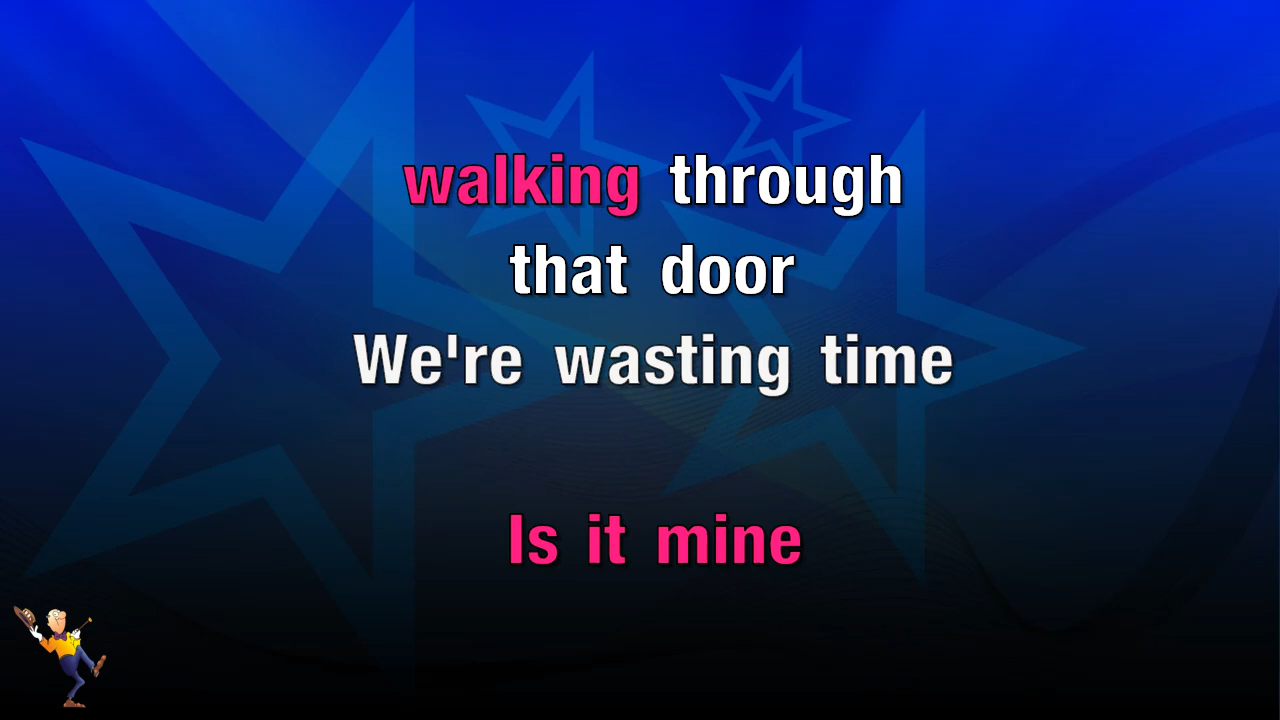 walking through
that door
We're wasting time
Is it mine